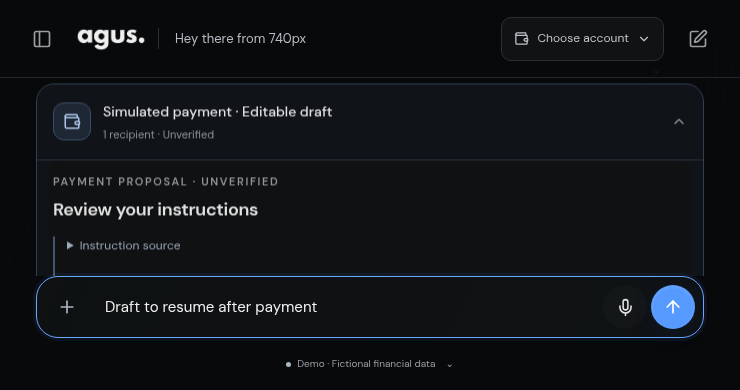 agus.
Hey there from 740px
Choose account
Simulated payment · Editable draft
1 recipient · Unverified
PAYMENT PROPOSAL · UNVERIFIED
Review your instructions
Instruction source
Draft to resume after payment
Demo · Fictional financial data